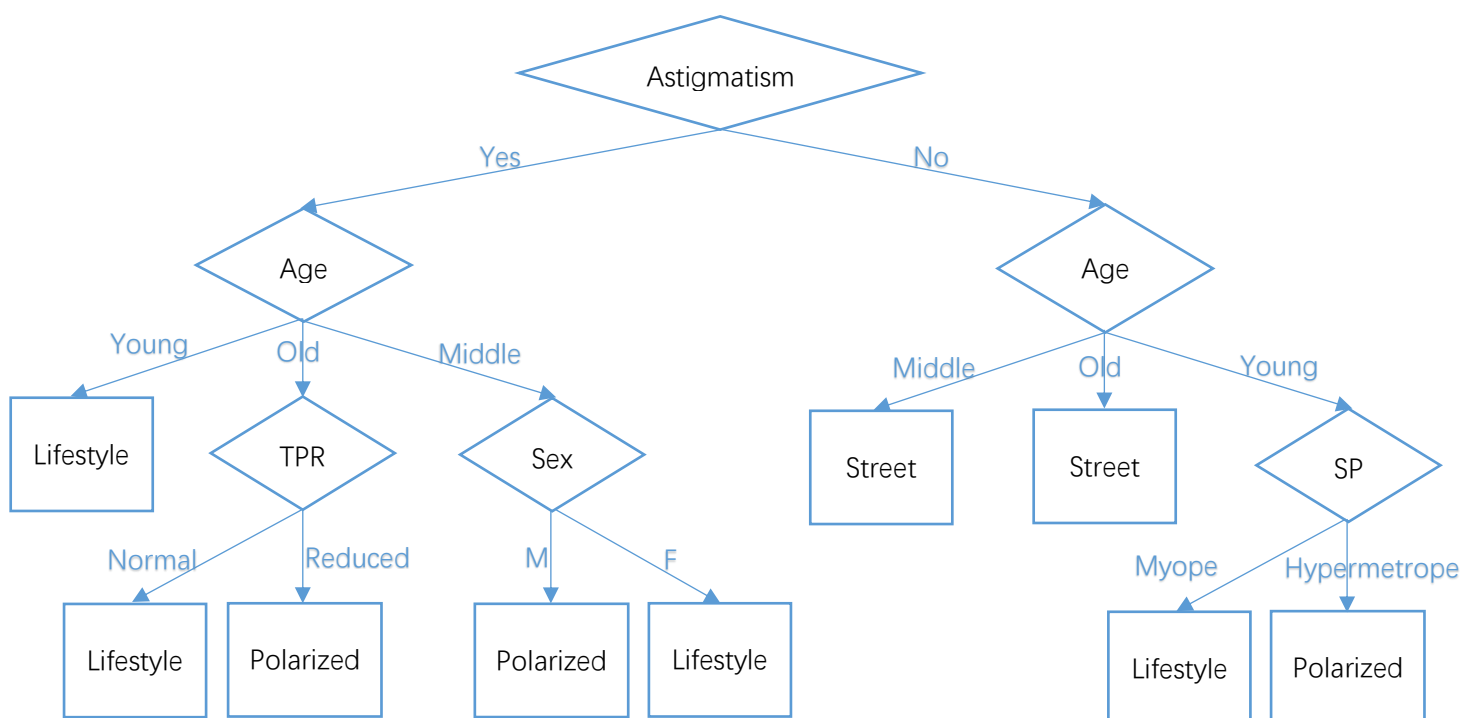 Astigmatism
Yes
No
Age
Age
Young
Old
Middle
Middle
Old
Young
Lifestyle
TPR
Sex
Street
Street
SP
Normal
Reduced
M
F
Myope
Hypermetrope
Lifestyle
Polarized
Polarized
Lifestyle
Lifestyle
Polarized